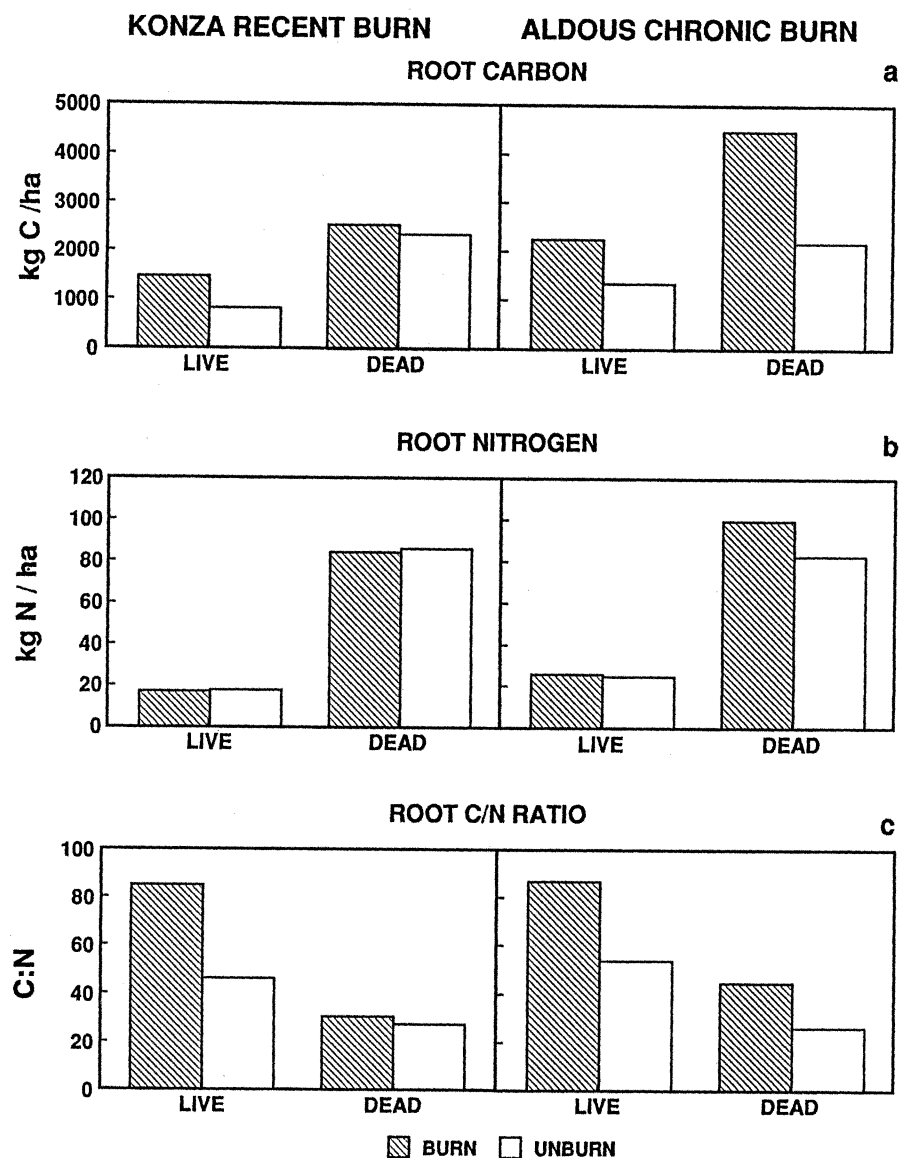 KONZA RECENT BURN ALDOUS CHRONIC BURN
ROOT CARBON a
kg C /ha
5000
4000
3000
2000
1000
0
LIVE DEAD LIVE DEAD
ROOT NITROGEN b
kg N / ha
120
100
80
60
40
20
0
LIVE DEAD LIVE DEAD
ROOT C/N RATIO c
C:N
100
80
60
40
20
0
LIVE DEAD LIVE DEAD
BURN UNBURN